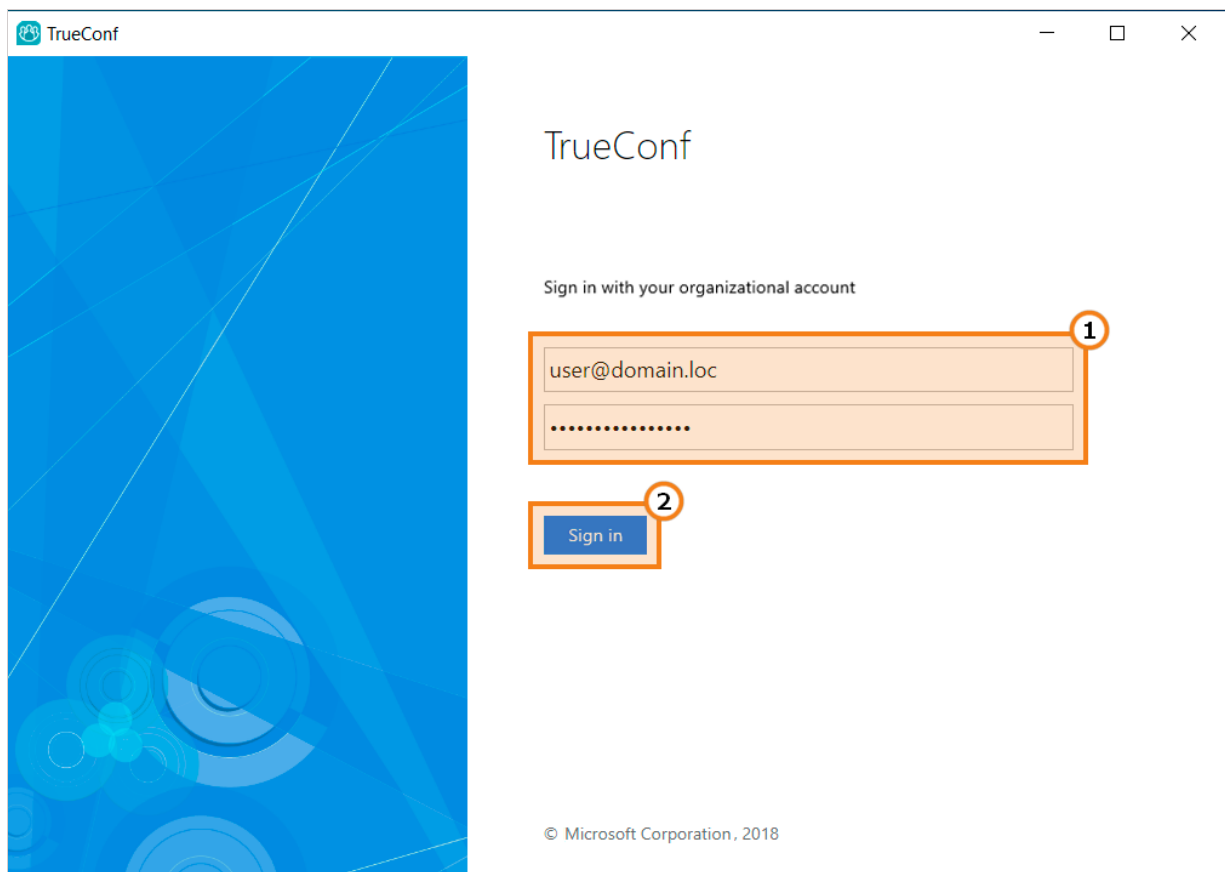 TrueConf
TrueConf
Sign in with your organizational account
1
user@domain.loc
••••••••••••••••
2
Sign in
© Microsoft Corporation, 2018